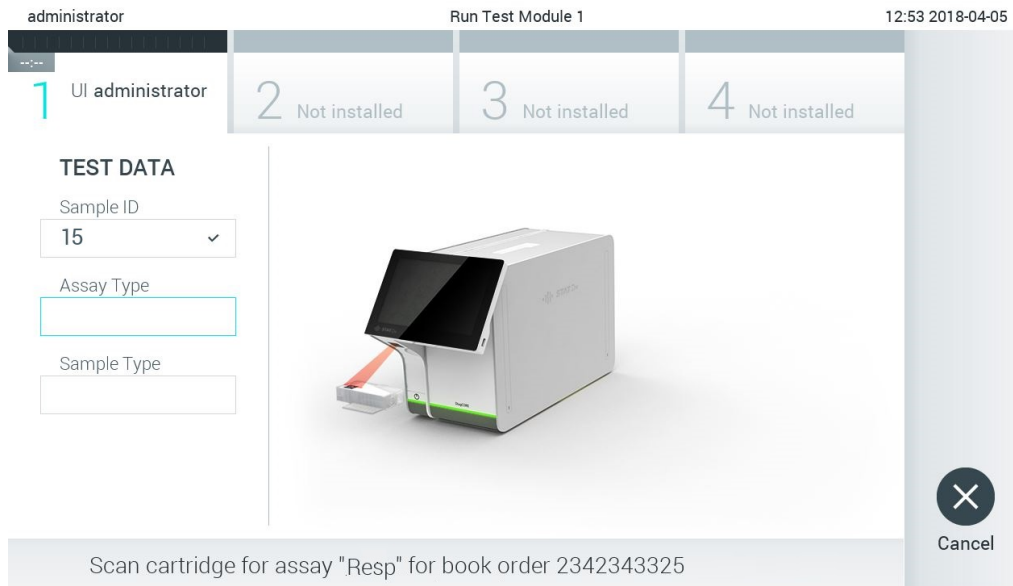 administrator
Run Test Module 1
12:53 2018-04-05
--:--
1 UI administrator
2 Not installed
3 Not installed
4 Not installed
TEST DATA
Sample ID
15
Assay Type
Sample Type
Cancel
Scan cartridge for assay "Resp" for book order 2342343325